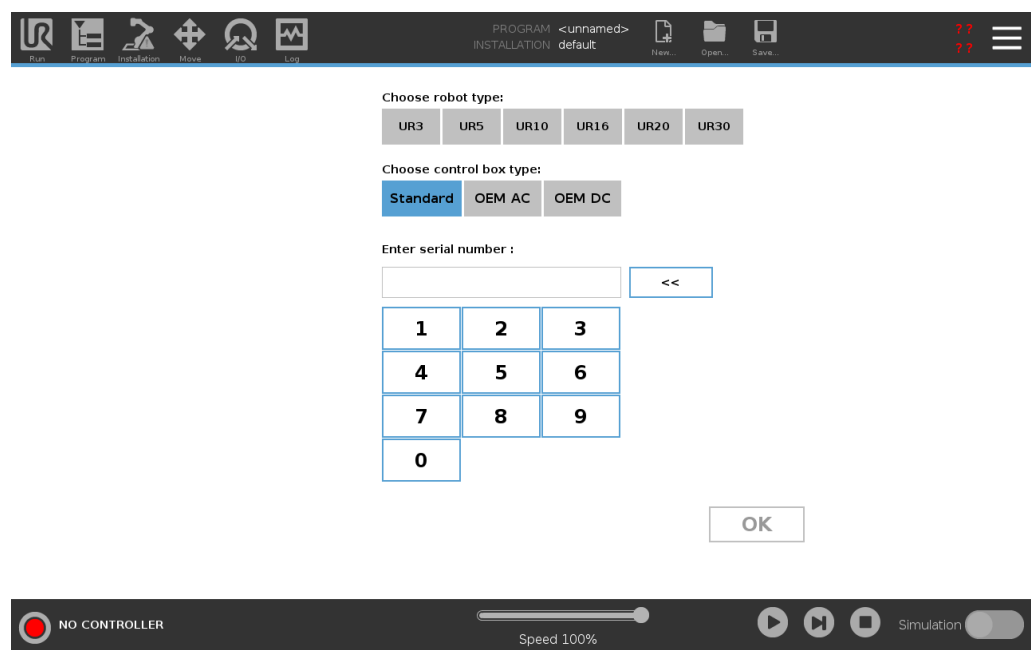 PROGRAM <unnamed>
INSTALLATION default
? ?
? ?
Run Program Installation Move I/O Log New... Open... Save...
Choose robot type:
UR3 UR5 UR10 UR16 UR20 UR30
Choose control box type:
Standard OEM AC OEM DC
Enter serial number :
<<
1 2 3
4 5 6
7 8 9
0
OK
NO CONTROLLER
Speed 100%
Simulation